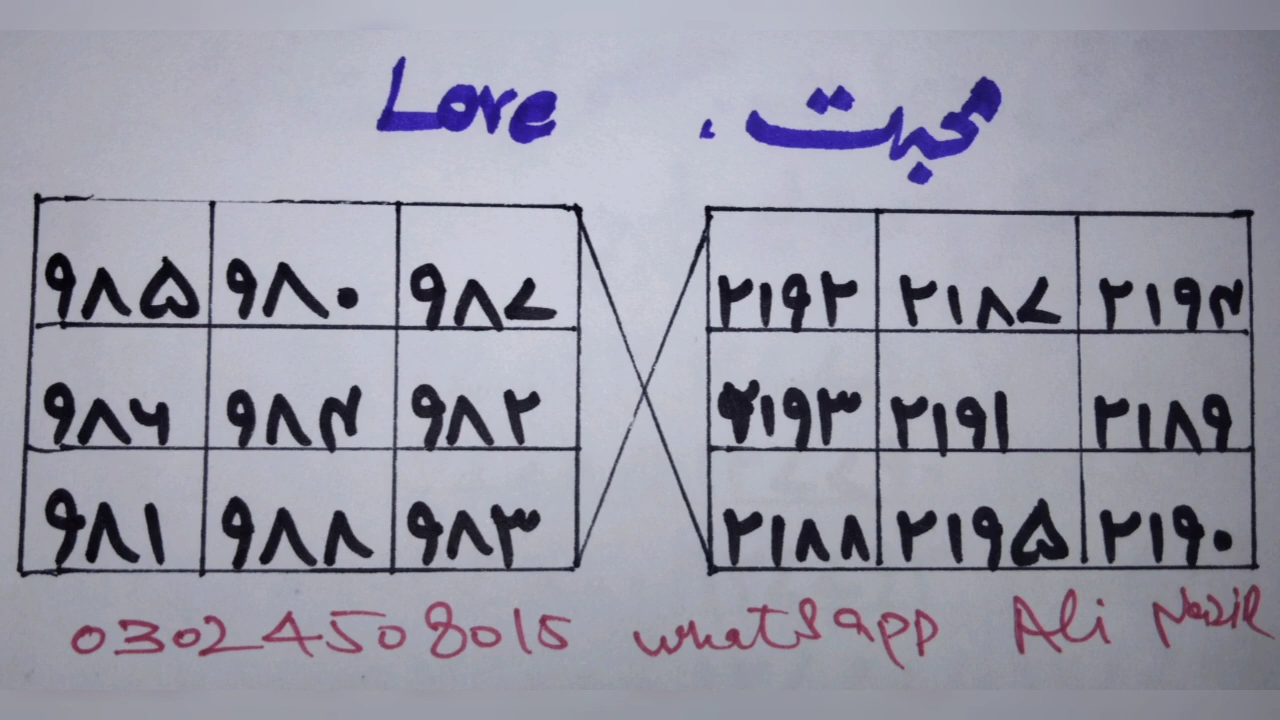 Love محبت .
۹۸۵ ۹۸۰ ۹۸۷ ۲۱۹۲ ۲۱۸۷ ۲۱۹۴
۹۸۶ ۹۸۴ ۹۸۲ ۲۱۹۳ ۲۱۹۱ ۲۱۸۹
۹۸۱ ۹۸۸ ۹۸۳ ۲۱۸۸ ۲۱۹۵ ۲۱۹۰
03024508015 whatsapp Ali Nazir